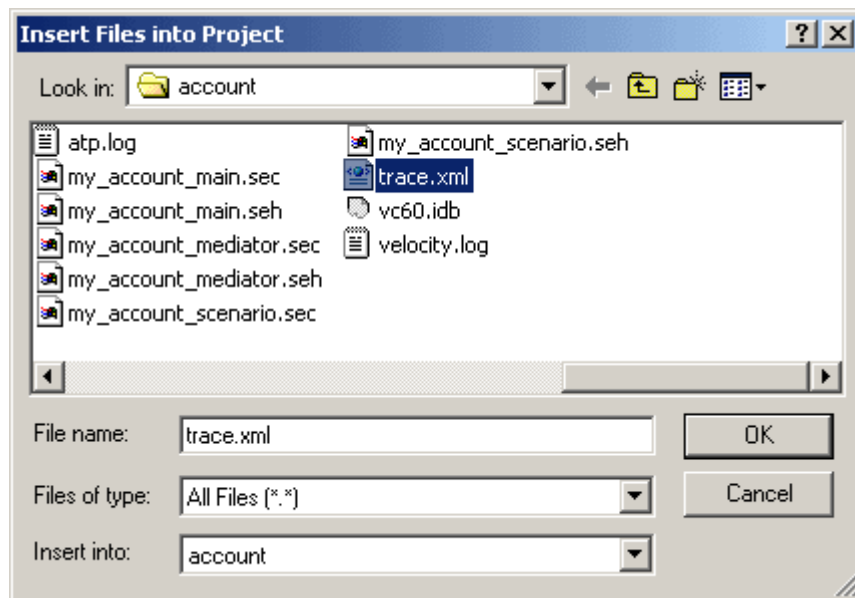 Insert Files into Project
Look in: account
atp.log
my_account_main.sec
my_account_main.seh
my_account_mediator.sec
my_account_mediator.seh
my_account_scenario.sec
my_account_scenario.seh
trace.xml
vc60.idb
velocity.log
File name: trace.xml OK
Files of type: All Files (*.*) Cancel
Insert into: account